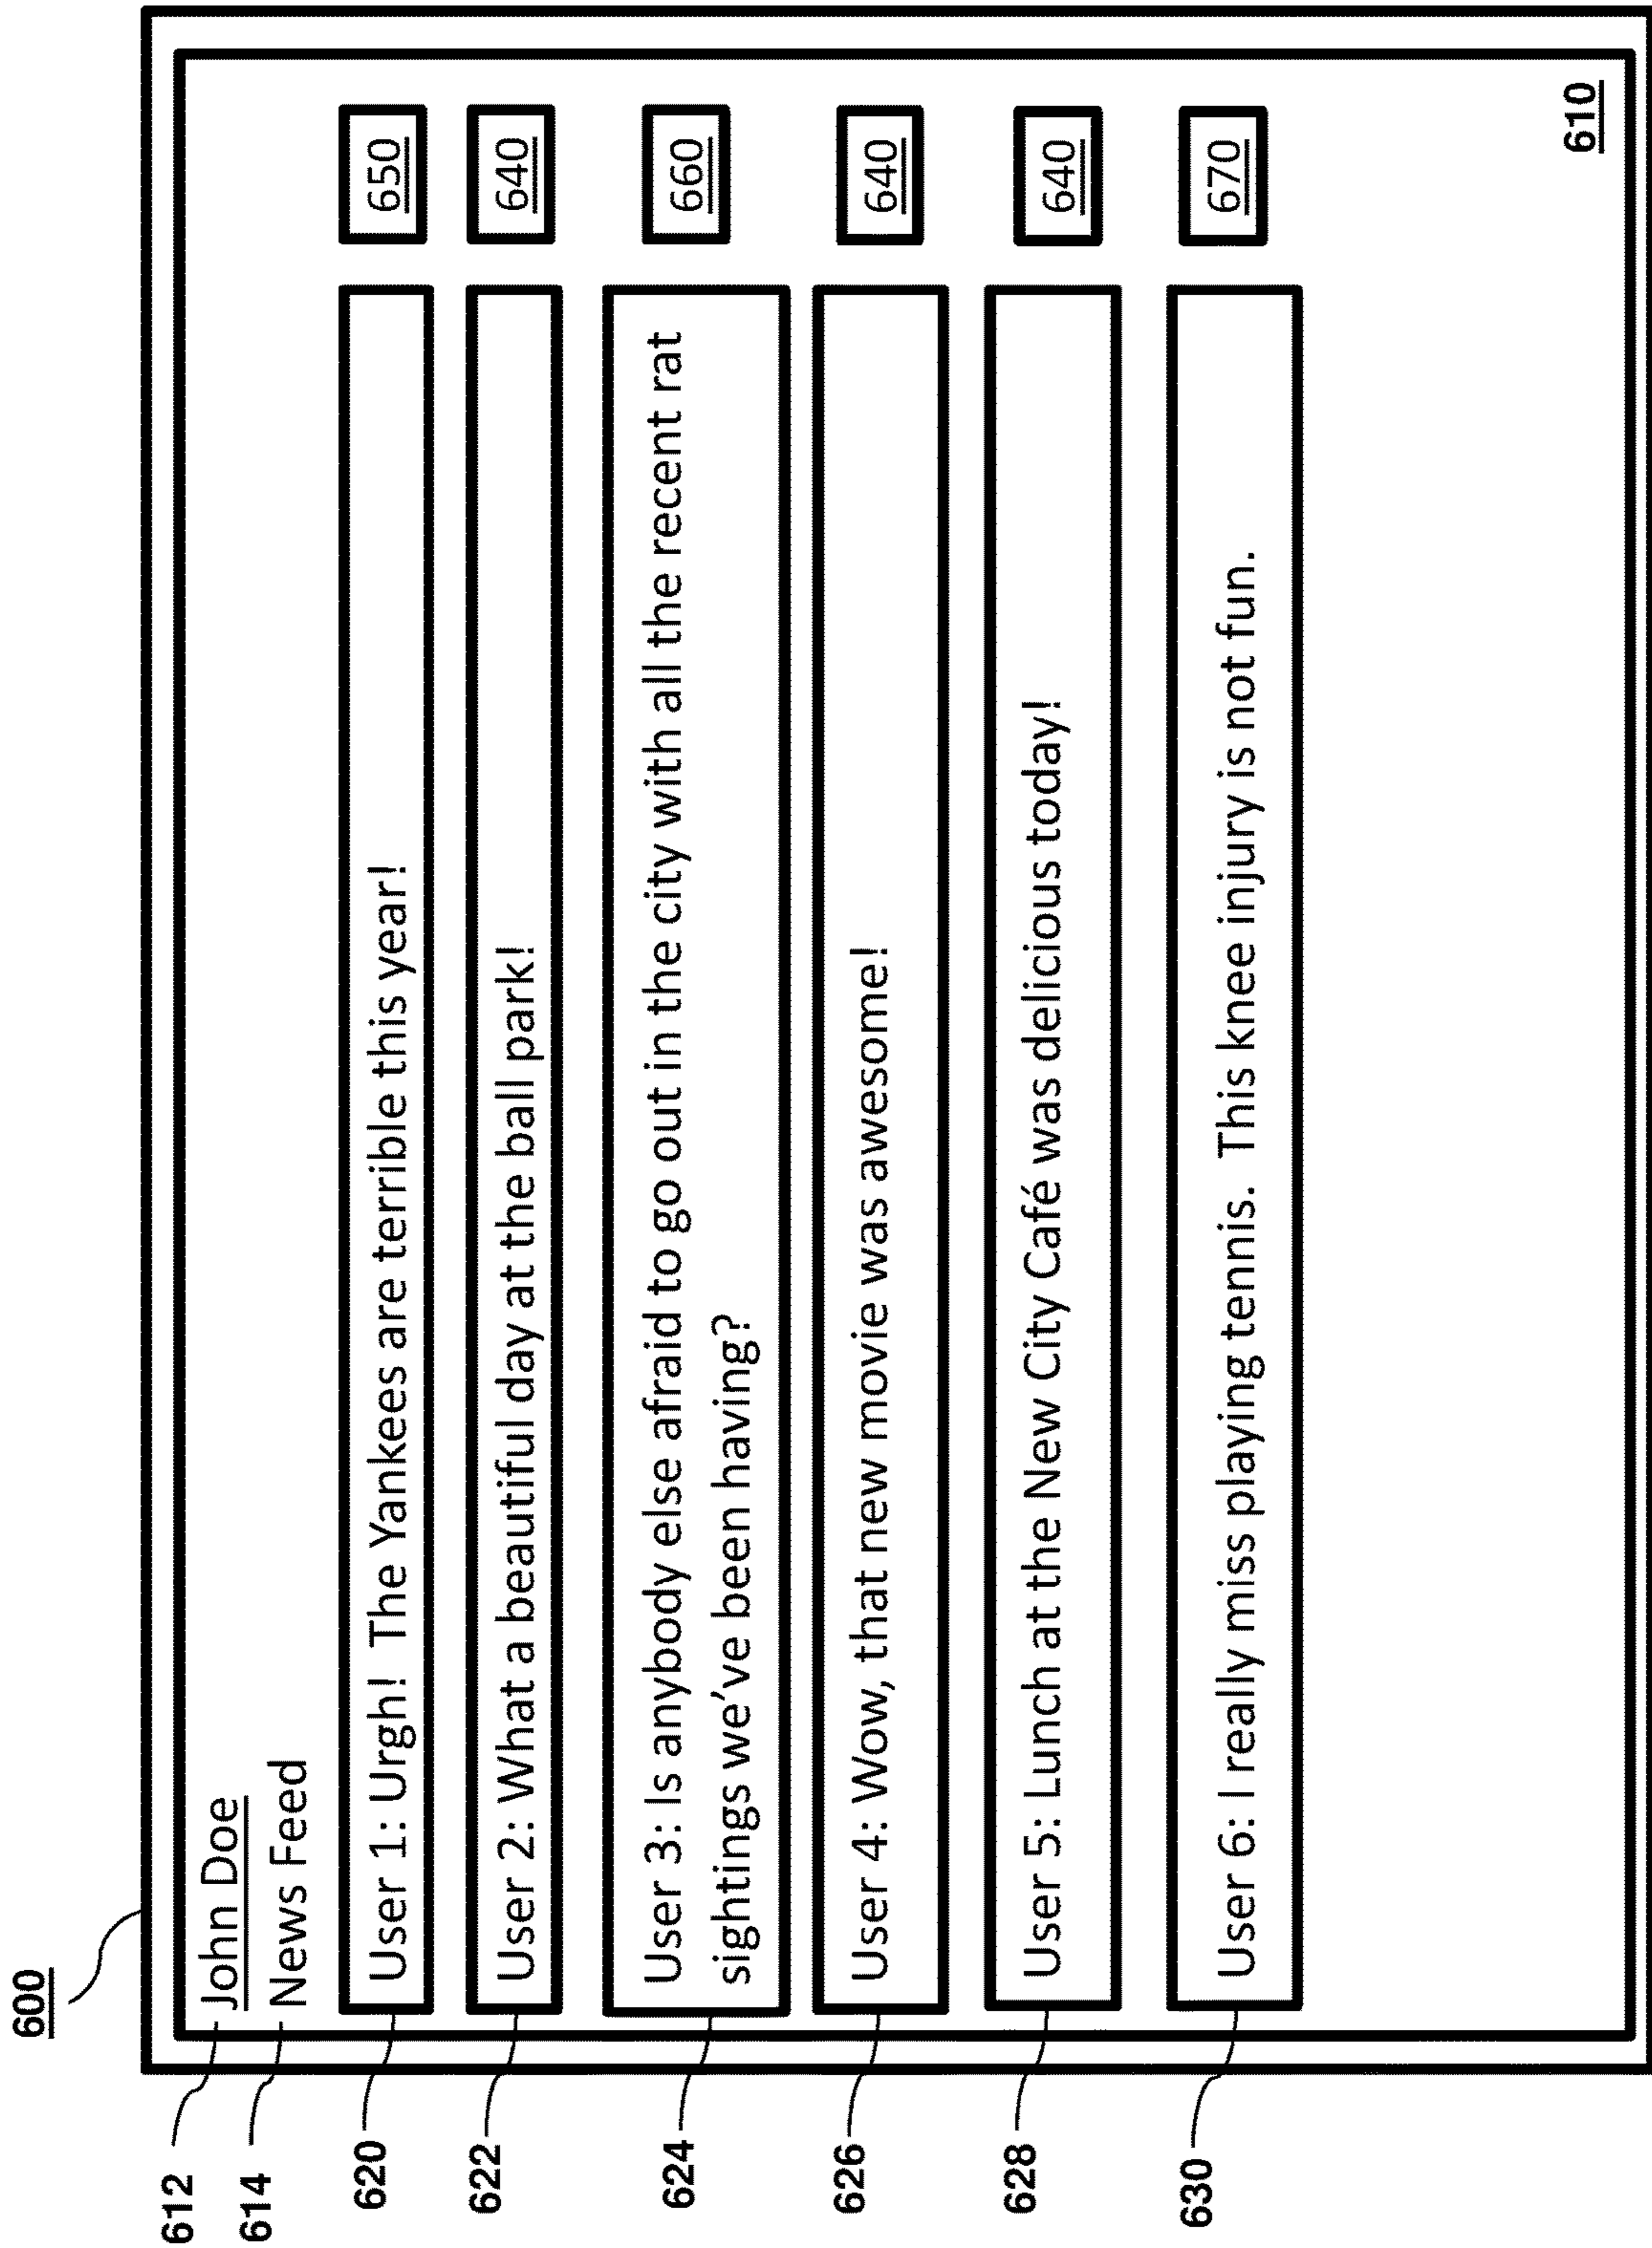 600
612
John Doe
614
News Feed
620
User 1: Urgh!  The Yankees are terrible this year!
650
622
User 2: What a beautiful day at the ball park!
640
624
User 3: Is anybody else afraid to go out in the city with all the recent rat
sightings we've been having?
660
626
User 4: Wow, that new movie was awesome!
640
628
User 5: Lunch at the New City Café was delicious today!
640
630
User 6: I really miss playing tennis.  This knee injury is not fun.
670
610